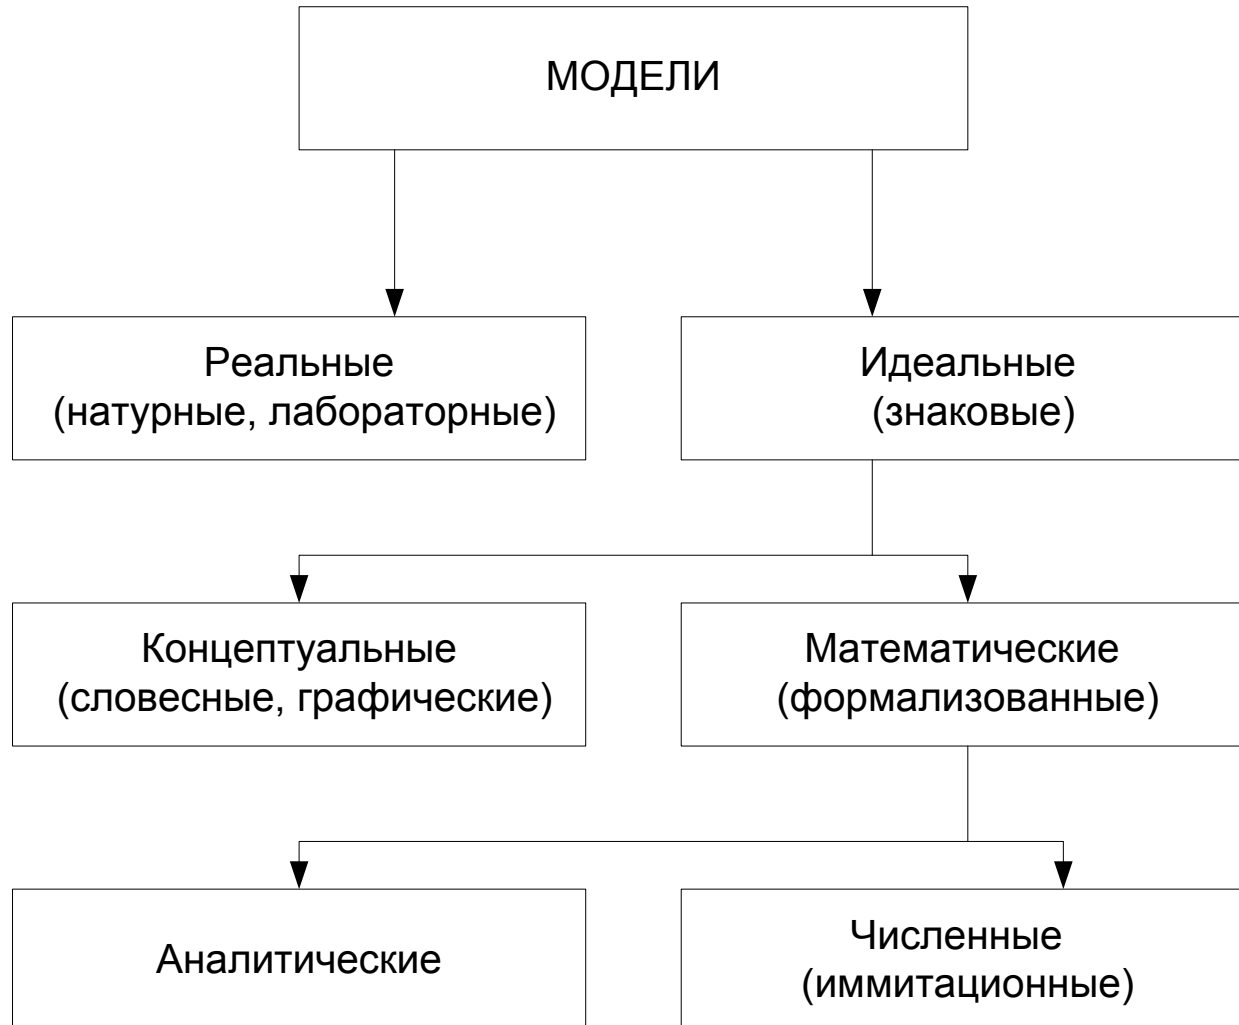 МОДЕЛИ
Реальные
(натурные, лабораторные)
Идеальные
(знаковые)
Концептуальные
(словесные, графические)
Математические
(формализованные)
Аналитические
Численные
(иммитационные)